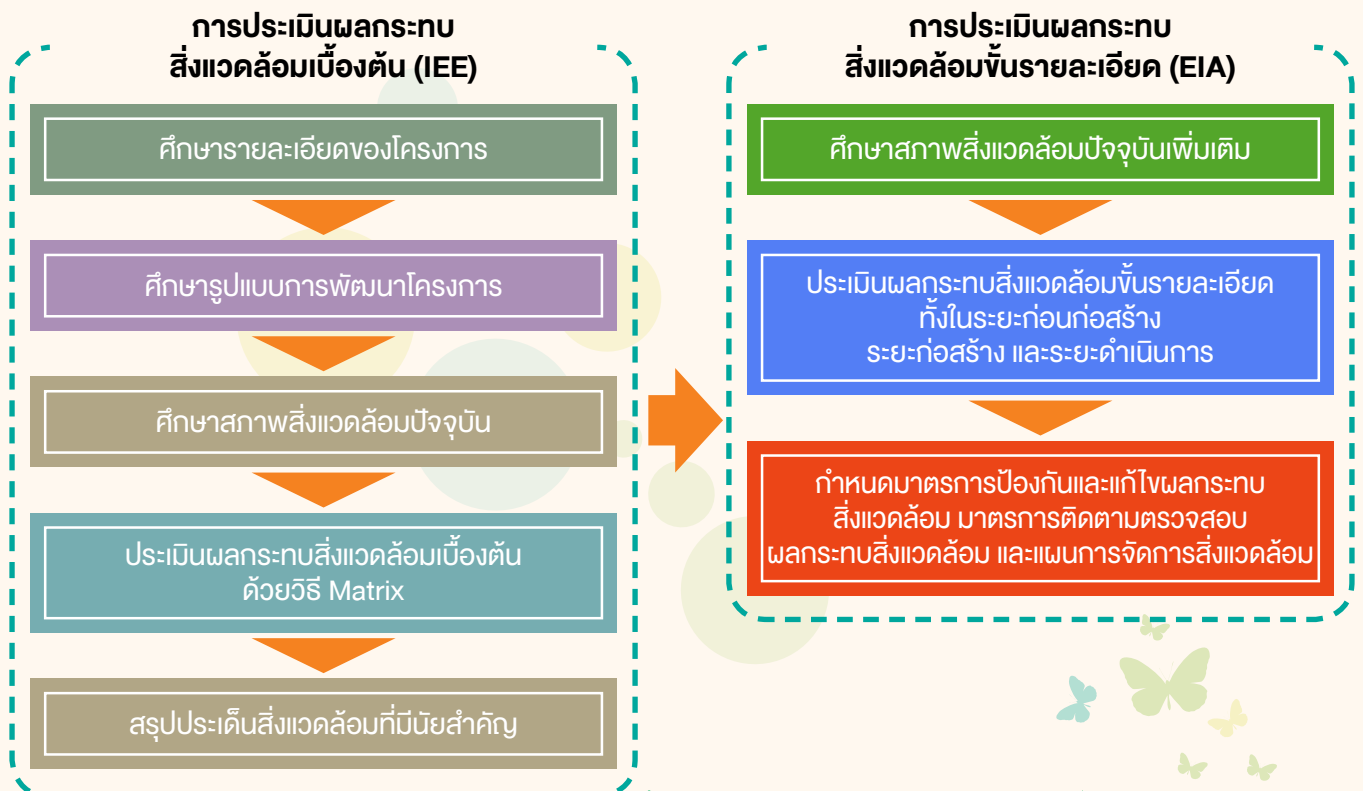 การประเมินผลกระทบ
สิ่งแวดล้อมเบื้องต้น (IEE)
ศึกษารายละเอียดของโครงการ
ศึกษารูปแบบการพัฒนาโครงการ
ศึกษาสภาพสิ่งแวดล้อมปัจจุบัน
ประเมินผลกระทบสิ่งแวดล้อมเบื้องต้น
ด้วยวิธี Matrix
สรุปประเด็นสิ่งแวดล้อมที่มีนัยสำคัญ
การประเมินผลกระทบ
สิ่งแวดล้อมขั้นรายละเอียด (EIA)
ศึกษาสภาพสิ่งแวดล้อมปัจจุบันเพิ่มเติม
ประเมินผลกระทบสิ่งแวดล้อมขั้นรายละเอียด
ทั้งในระยะก่อนก่อสร้าง
ระยะก่อสร้าง และระยะดำเนินการ
กำหนดมาตรการป้องกันและแก้ไขผลกระทบ
สิ่งแวดล้อม มาตรการติดตามตรวจสอบ
ผลกระทบสิ่งแวดล้อม และแผนการจัดการสิ่งแวดล้อม